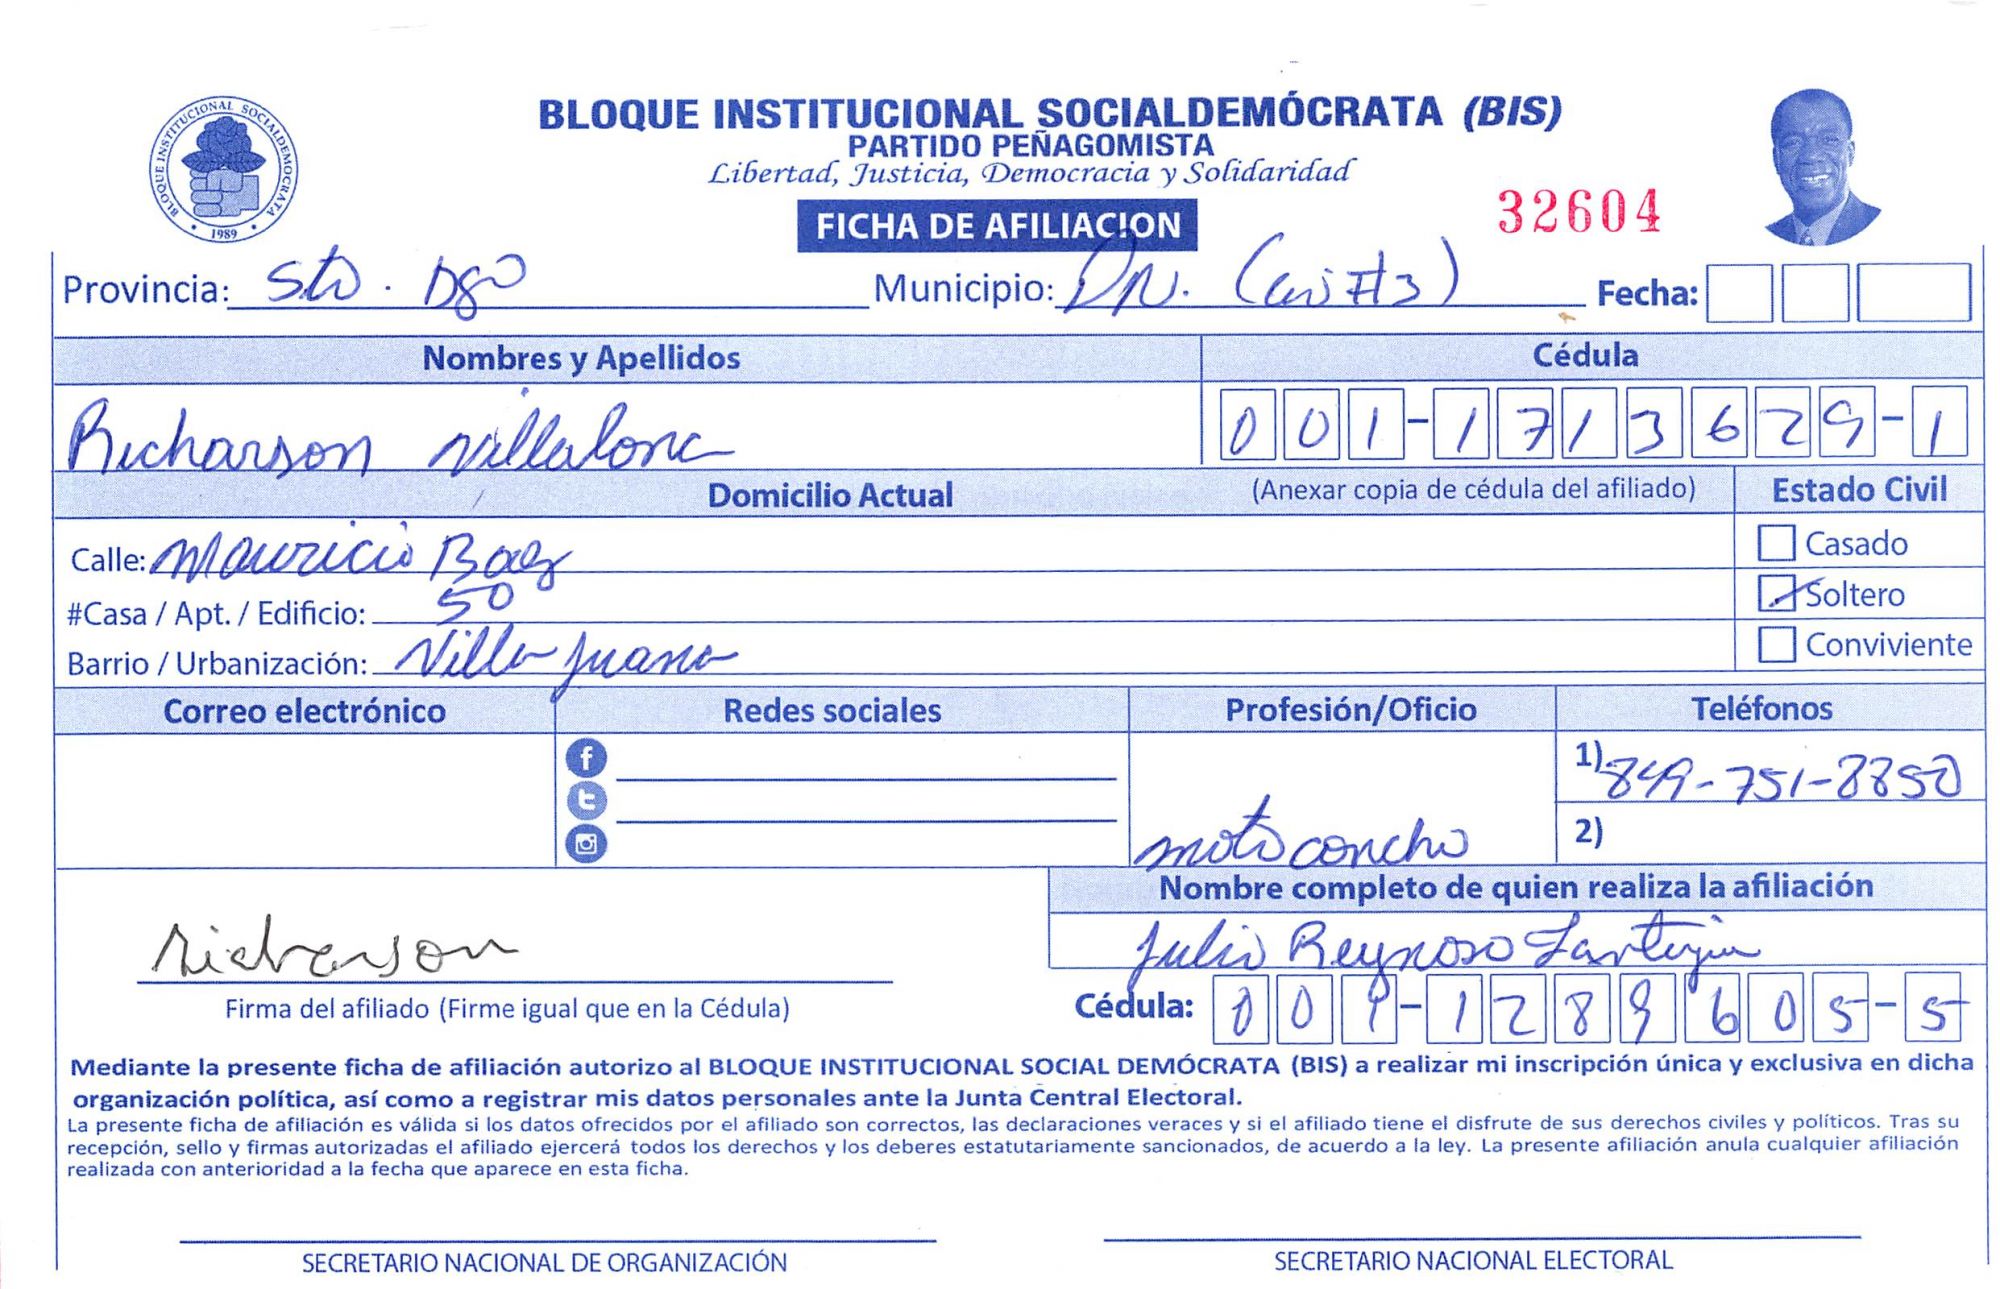 BLOQUE INSTITUCIONAL SOCIALDEMÓCRATA (BIS)
PARTIDO PEÑAGOMISTA
Libertad, Justicia, Democracia y Solidaridad
BLOQUE INSTITUCIONAL SOCIALDEMOCRATA
1989
FICHA DE AFILIACION
32604
Provincia: Sto. Dgo Municipio: DN. ( #3) Fecha:
Nombres y Apellidos Cédula
Richarson Villalona 001-1713629-1
Domicilio Actual (Anexar copia de cédula del afiliado) Estado Civil
Calle: Mauricio Baez Casado
#Casa / Apt. / Edificio: 50 Soltero
Barrio / Urbanización: Villa Juana Conviviente
Correo electrónico Redes sociales Profesión/Oficio Teléfonos
1) 849-751-8850
moto concho 2)
Nombre completo de quien realiza la afiliación
Julio Reynoso
Richarson
Firma del afiliado (Firme igual que en la Cédula) Cédula: 001-1289605-5
Mediante la presente ficha de afiliación autorizo al BLOQUE INSTITUCIONAL SOCIAL DEMÓCRATA (BIS) a realizar mi inscripción única y exclusiva en dicha
organización política, así como a registrar mis datos personales ante la Junta Central Electoral.
La presente ficha de afiliación es válida si los datos ofrecidos por el afiliado son correctos, las declaraciones veraces y si el afiliado tiene el disfrute de sus derechos civiles y políticos. Tras su
recepción, sello y firmas autorizadas el afiliado ejercerá todos los derechos y los deberes estatutariamente sancionados, de acuerdo a la ley. La presente afiliación anula cualquier afiliación
realizada con anterioridad a la fecha que aparece en esta ficha.
SECRETARIO NACIONAL DE ORGANIZACIÓN SECRETARIO NACIONAL ELECTORAL